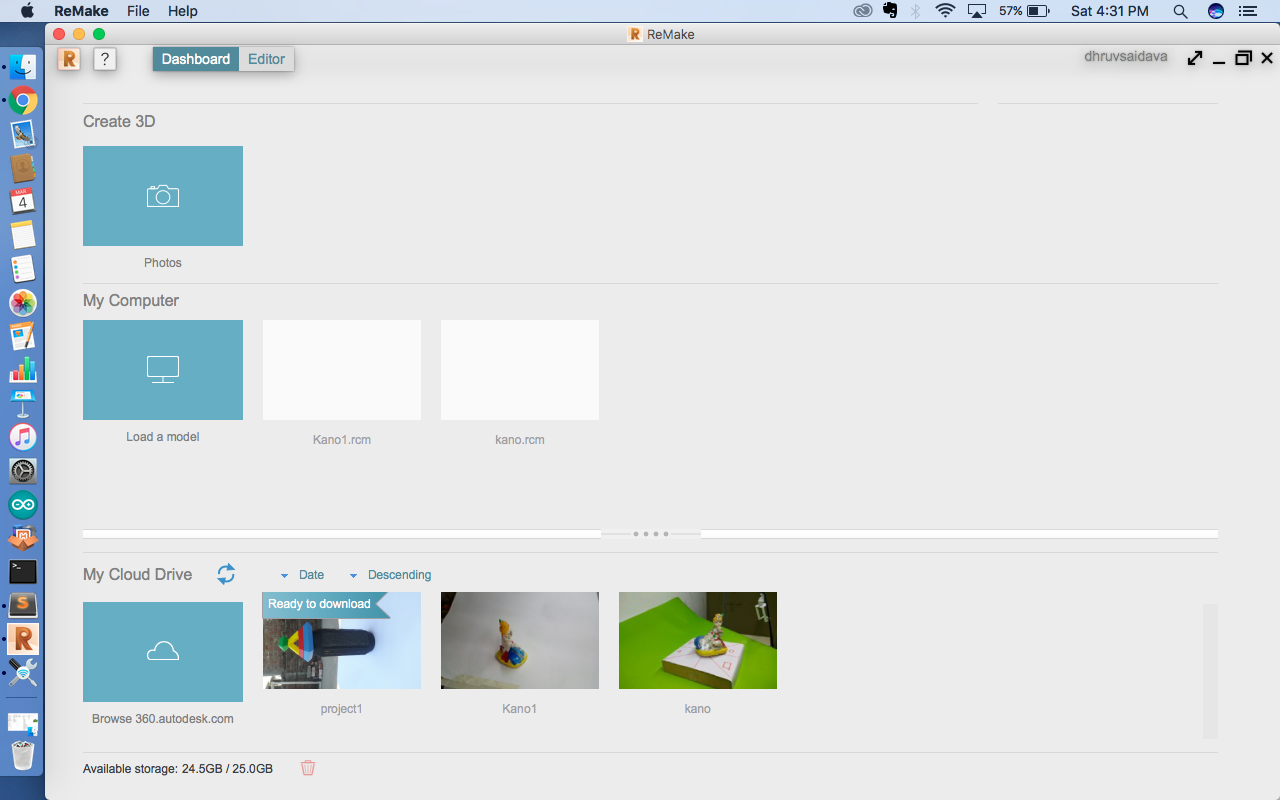 ReMake File Help 57% Sat 4:31 PM
ReMake
R ? Dashboard Editor dhruvsaidava
Create 3D
Photos
My Computer
Load a model Kano1.rcm kano.rcm
My Cloud Drive Date Descending
Ready to download
Browse 360.autodesk.com project1 Kano1 kano
Available storage: 24.5GB / 25.0GB
MAR
4
S
R